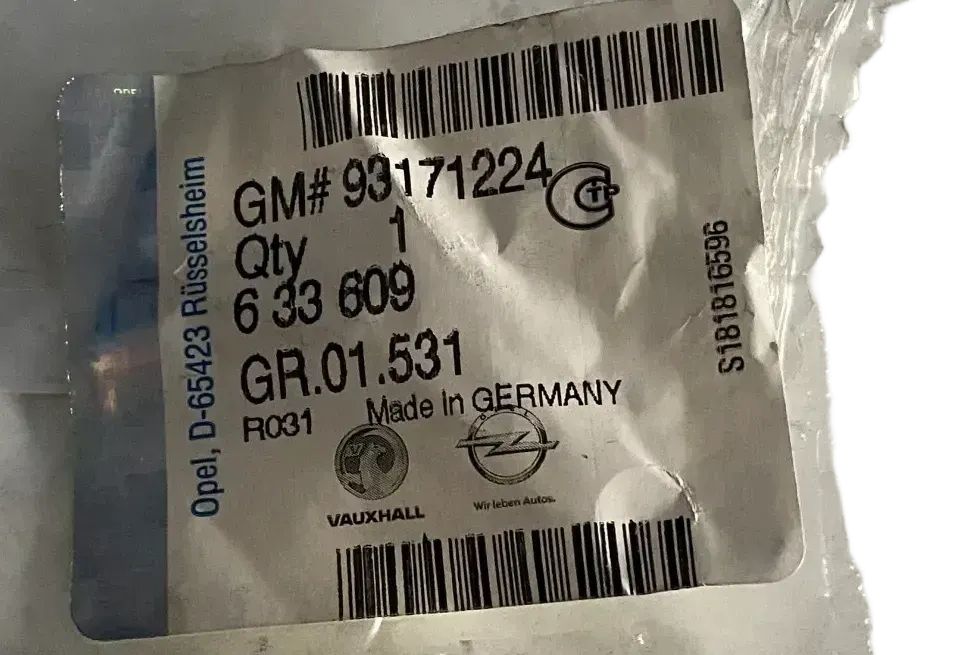 GM# 93171224
Qty 1
6 33 609
GR.01.531
R031 Made in GERMANY
VAUXHALL
OPEL
Wir leben Autos.
Opel, D-65423 Rüsselsheim
S181816596